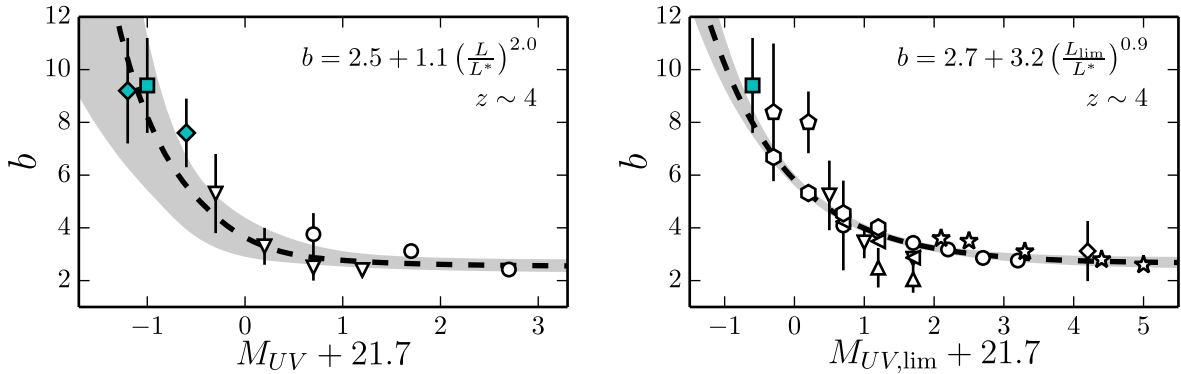 12
10
8
6
4
2
b
b = 2.5 + 1.1 (L/L*)^2.0
z ∼ 4
−1 0 1 2 3
M_UV + 21.7
12
10
8
6
4
2
b
b = 2.7 + 3.2 (L_lim/L*)^0.9
z ∼ 4
−1 0 1 2 3 4 5
M_UV,lim + 21.7